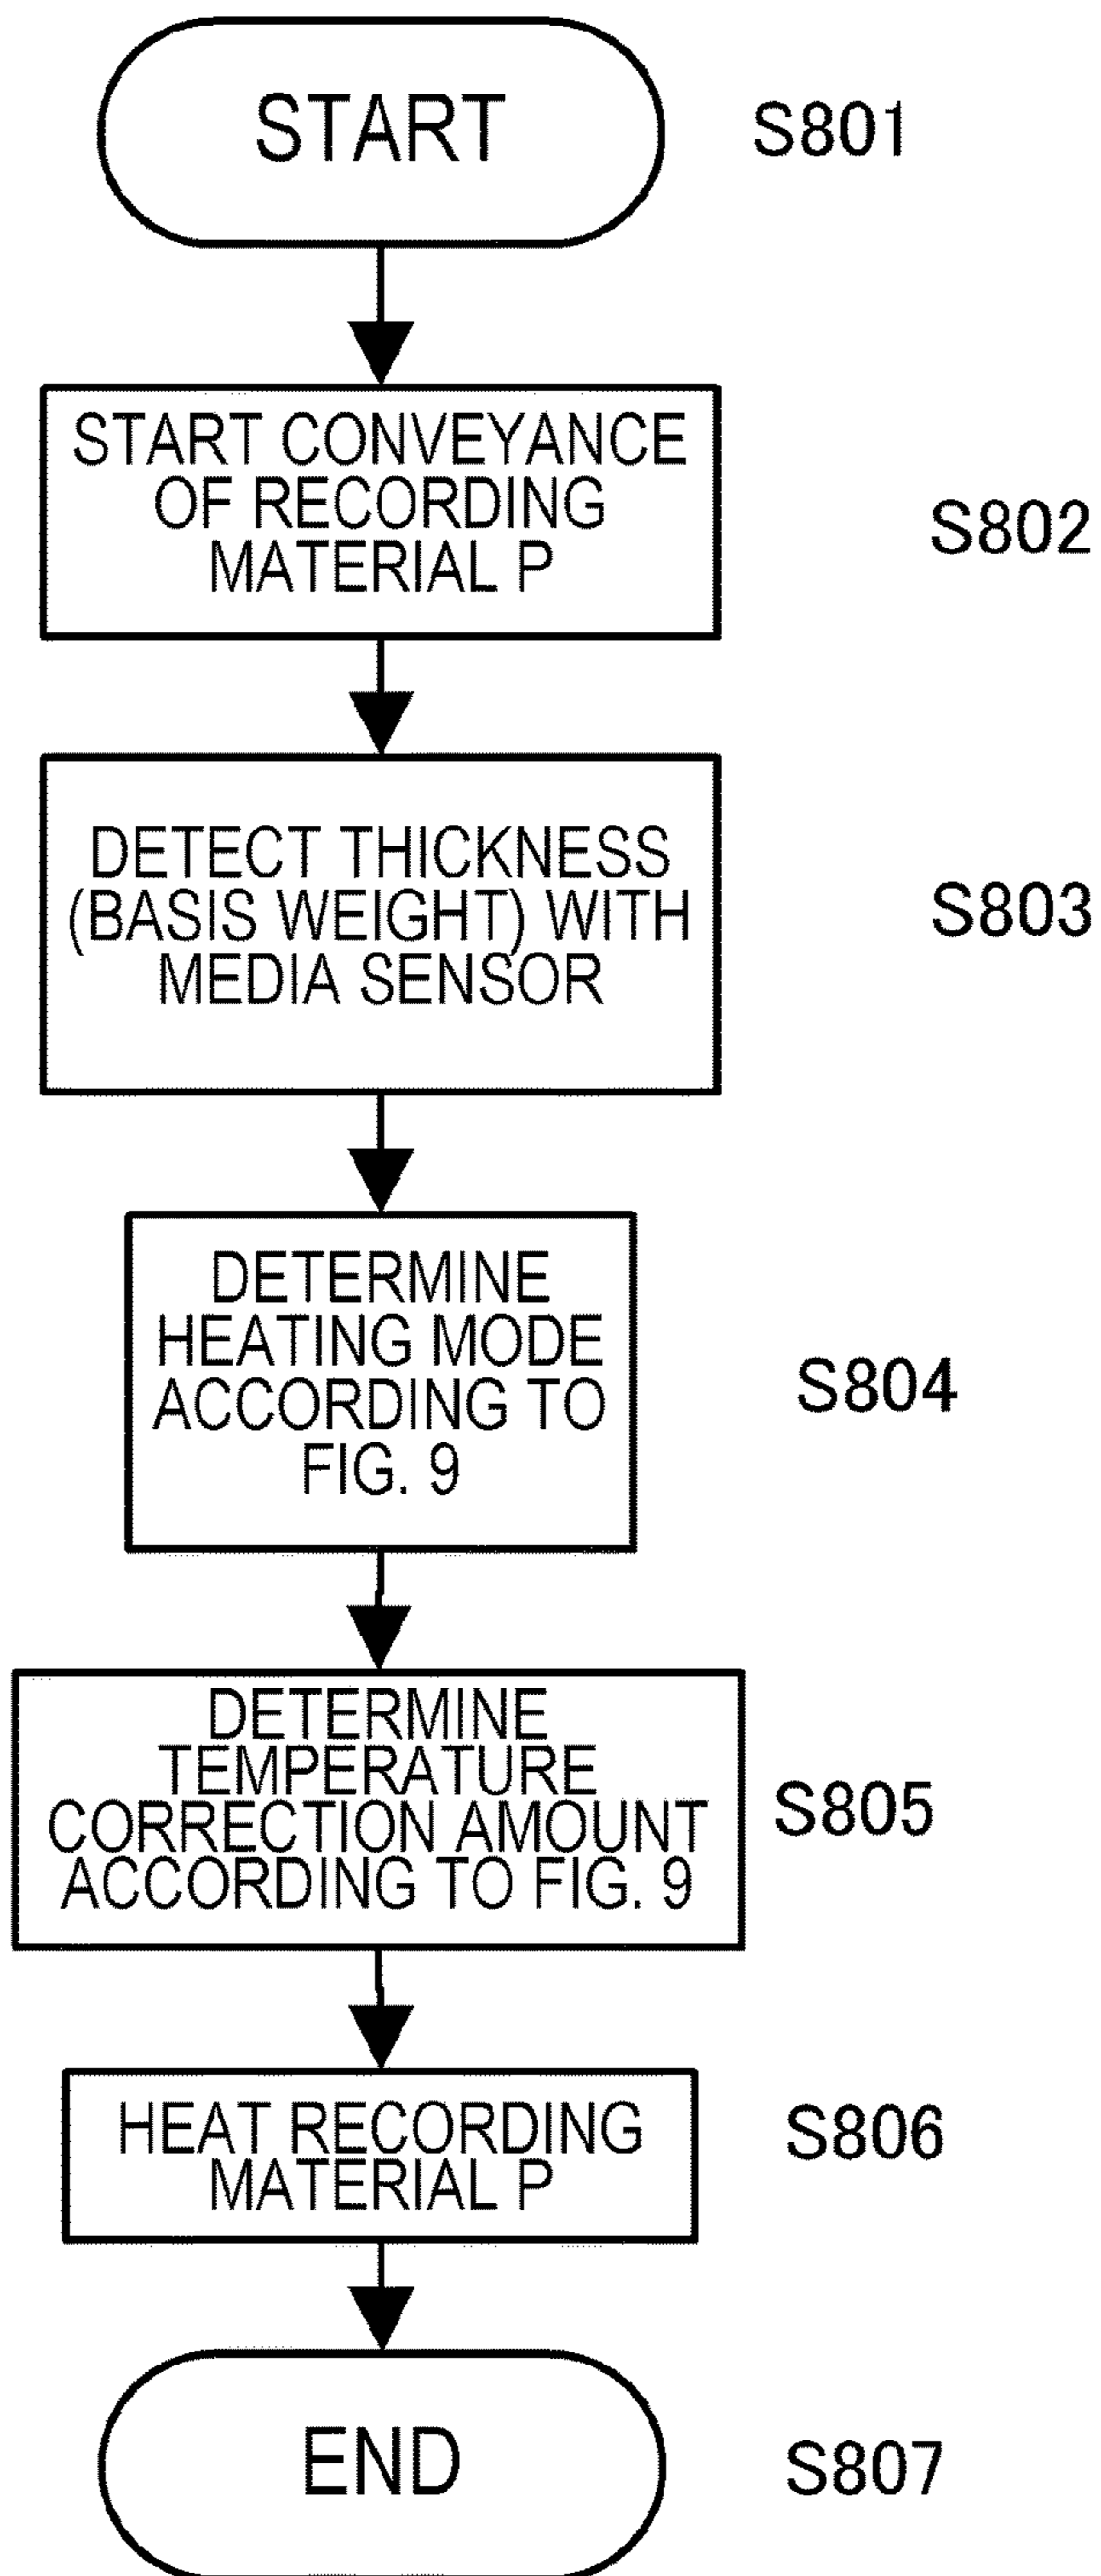 START
S801
START CONVEYANCE
OF RECORDING
MATERIAL P
S802
DETECT THICKNESS
(BASIS WEIGHT) WITH
MEDIA SENSOR
S803
DETERMINE
HEATING MODE
ACCORDING TO
FIG. 9
S804
DETERMINE
TEMPERATURE
CORRECTION AMOUNT
ACCORDING TO FIG. 9
S805
HEAT RECORDING
MATERIAL P
S806
END
S807